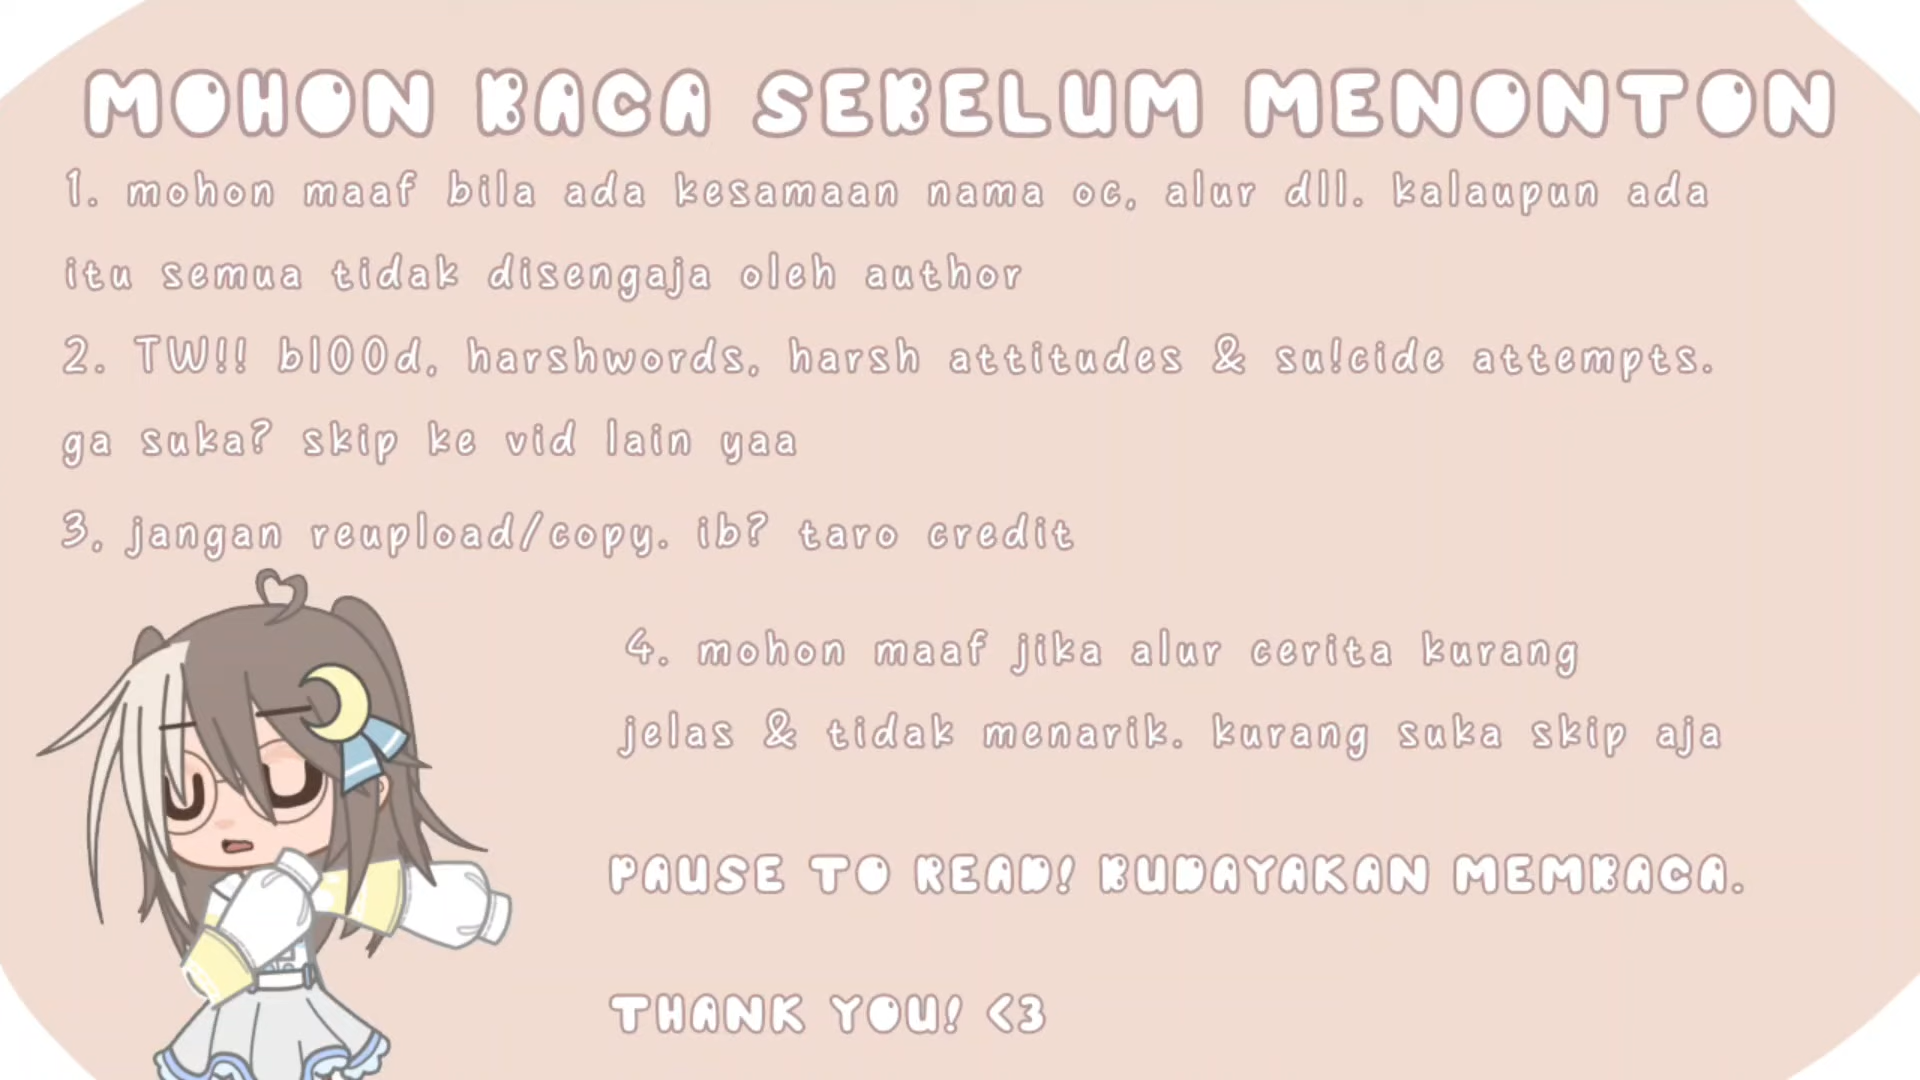 MOHON BACA SEBELUM MENONTON
1. mohon maaf bila ada kesamaan nama oc, alur dll. kalaupun ada
itu semua tidak disengaja oleh author
2. TW!! bl00d, harshwords, harsh attitudes & su!cide attempts.
ga suka? skip ke vid lain yaa
3, jangan reupload/copy. ib? taro credit
4. mohon maaf jika alur cerita kurang
jelas & tidak menarik. kurang suka skip aja
PAUSE TO READ! BUDAYAKAN MEMBACA.
THANK YOU! <3